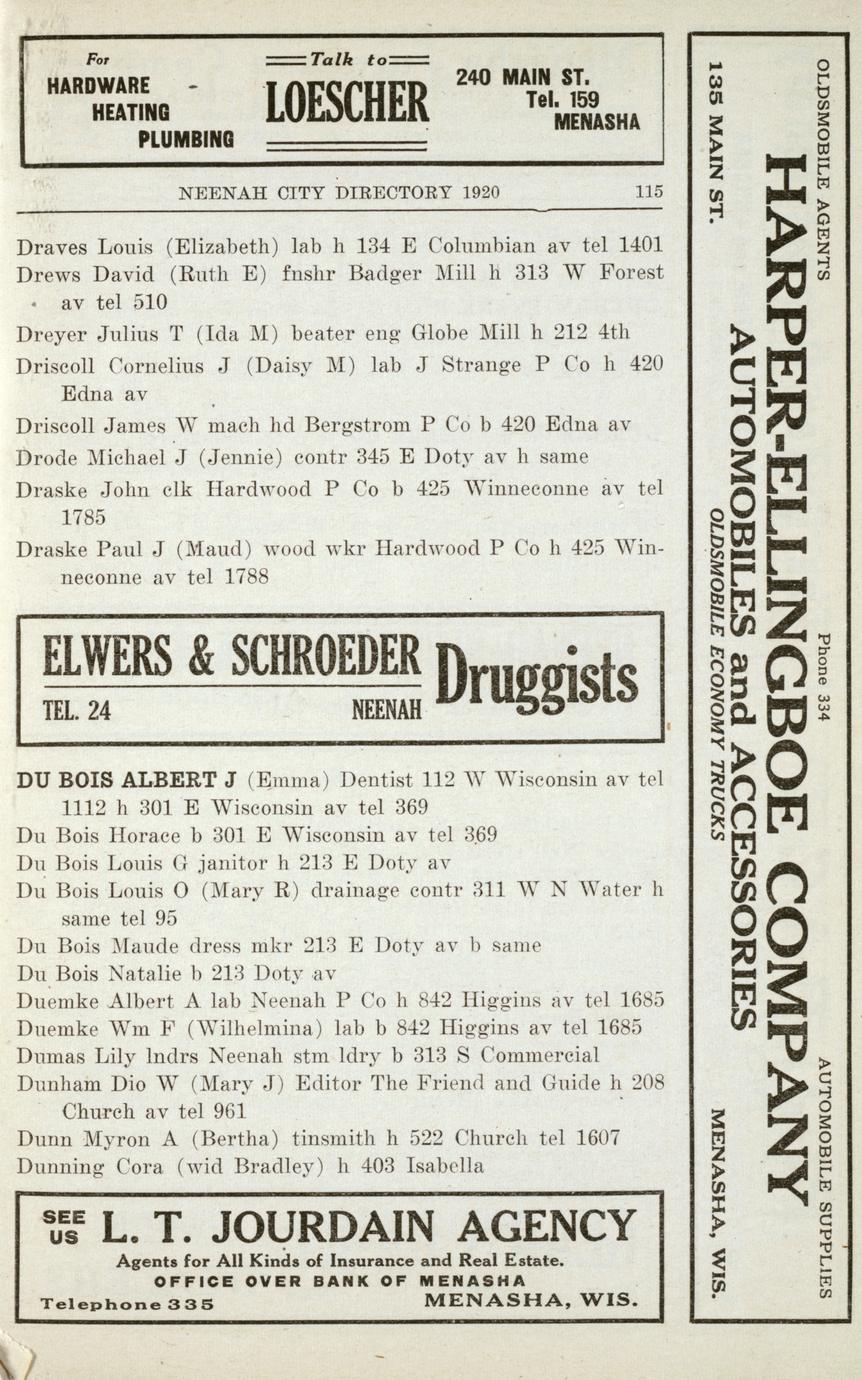 For
HARDWARE
HEATING
PLUMBING
Talk to
LOESCHER
240 MAIN ST.
Tel. 159
MENASHA
NEENAH CITY DIRECTORY 1920 115
Draves Louis (Elizabeth) lab h 134 E Columbian av tel 1401
Drews David (Ruth E) fnshr Badger Mill h 313 W Forest
av tel 510
Dreyer Julius T (Ida M) beater eng Globe Mill h 212 4th
Driscoll Cornelius J (Daisy M) lab J Strange P Co h 420
Edna av
Driscoll James W mach hd Bergstrom P Co b 420 Edna av
Drode Michael J (Jennie) contr 345 E Doty av h same
Draske John clk Hardwood P Co b 425 Winneconne av tel
1785
Draske Paul J (Maud) wood wkr Hardwood P Co h 425 Win-
neconne av tel 1788
ELWERS & SCHROEDER
TEL. 24 NEENAH
Druggists
DU BOIS ALBERT J (Emma) Dentist 112 W Wisconsin av tel
1112 h 301 E Wisconsin av tel 369
Du Bois Horace b 301 E Wisconsin av tel 369
Du Bois Louis G janitor h 213 E Doty av
Du Bois Louis O (Mary R) drainage contr 311 W N Water h
same tel 95
Du Bois Maude dress mkr 213 E Doty av b same
Du Bois Natalie b 213 Doty av
Duemke Albert A lab Neenah P Co h 842 Higgins av tel 1685
Duemke Wm F (Wilhelmina) lab b 842 Higgins av tel 1685
Dumas Lily lndrs Neenah stm ldry b 313 S Commercial
Dunham Dio W (Mary J) Editor The Friend and Guide h 208
Church av tel 961
Dunn Myron A (Bertha) tinsmith h 522 Church tel 1607
Dunning Cora (wid Bradley) h 403 Isabella
SEE US L. T. JOURDAIN AGENCY
Agents for All Kinds of Insurance and Real Estate.
OFFICE OVER BANK OF MENASHA
Telephone 335 MENASHA, WIS.
OLDSMOBILE AGENTS Phone 334 AUTOMOBILE SUPPLIES
HARPER-ELLINGBOE COMPANY
AUTOMOBILES and ACCESSORIES
135 MAIN ST. OLDSMOBILE ECONOMY TRUCKS MENASHA, WIS.